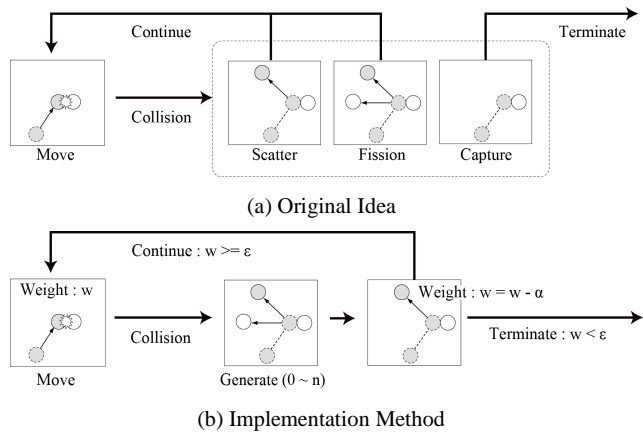 Continue
Terminate
Collision
Move
Scatter
Fission
Capture
(a) Original Idea
Continue : w >= ε
Weight : w
Weight : w = w - α
Collision
Terminate : w < ε
Move
Generate (0 ~ n)
(b) Implementation Method